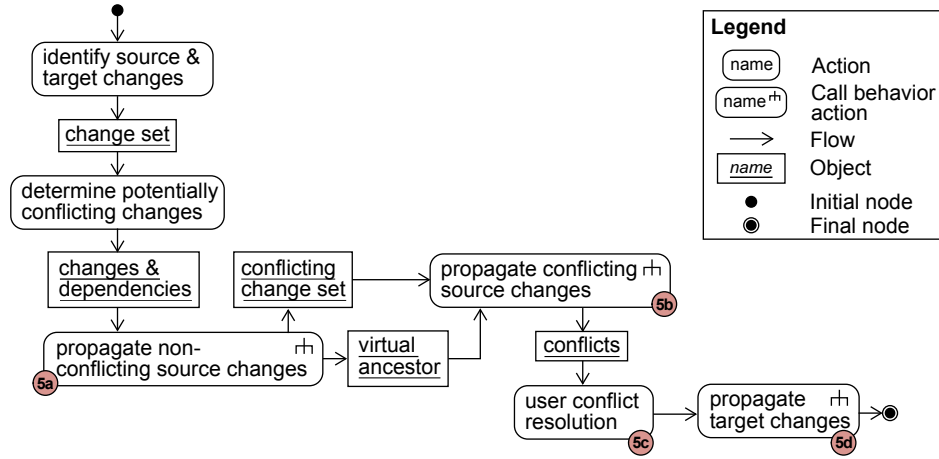 identify source &
target changes
change set
determine potentially
conflicting changes
changes &
dependencies
conflicting
change set
propagate conflicting
source changes
5b
propagate non-
conflicting source changes
5a
virtual
ancestor
conflicts
user conflict
resolution
5c
propagate
target changes
5d
Legend
name
Action
name
Call behavior
action
Flow
name
Object
Initial node
Final node